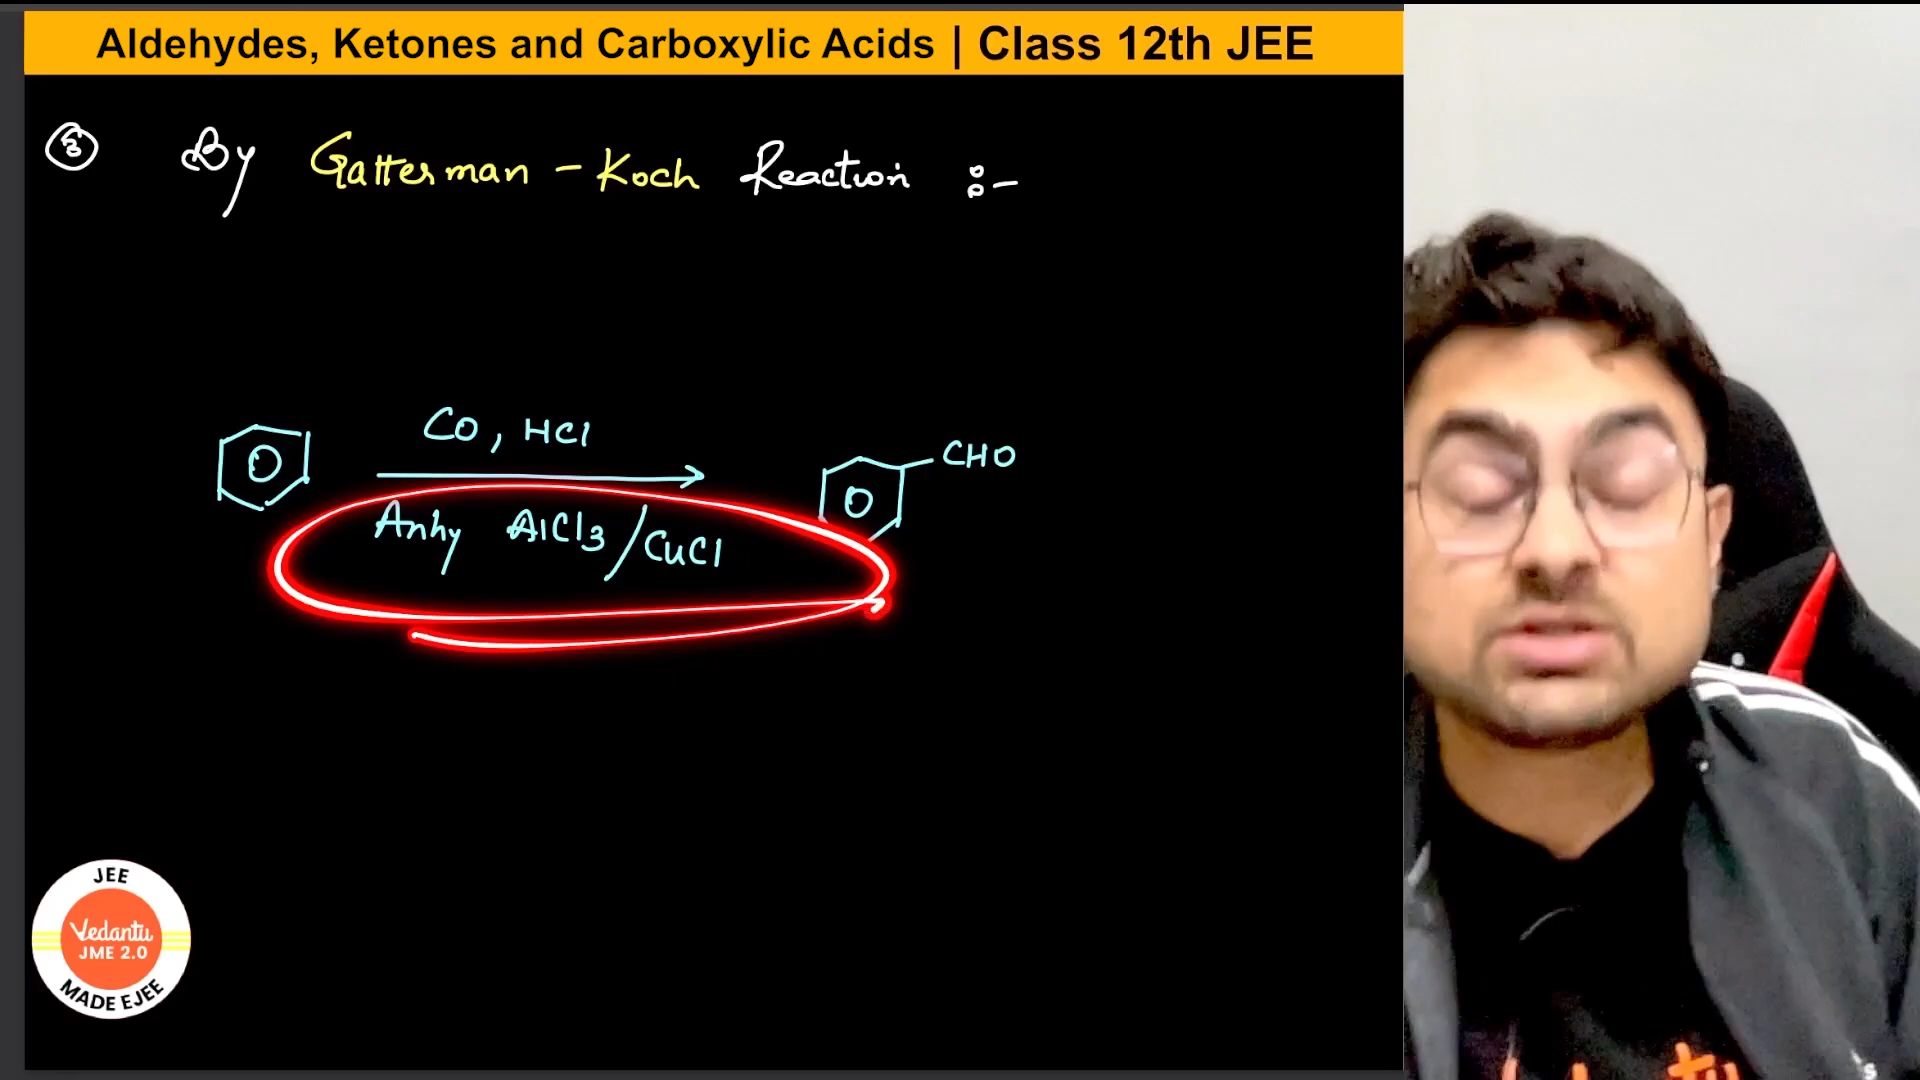 Aldehydes, Ketones and Carboxylic Acids | Class 12th JEE
③ By Gatterman - Koch Reaction :-
CO, HCl
CHO
Anhy AlCl3/CuCl
JEE
Vedantu
JME 2.0
MADE EJEE